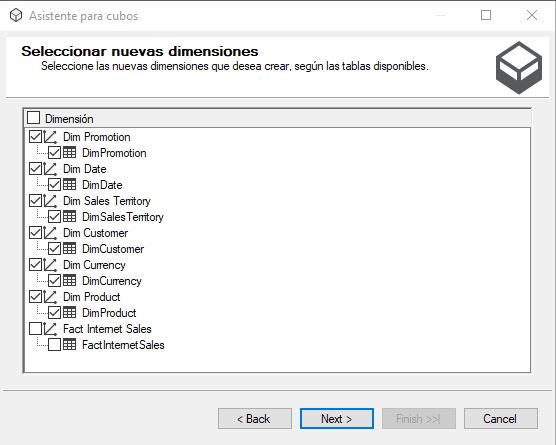 Asistente para cubos
Seleccionar nuevas dimensiones
Seleccione las nuevas dimensiones que desea crear, según las tablas disponibles.
Dimensión
Dim Promotion
DimPromotion
Dim Date
DimDate
Dim Sales Territory
DimSalesTerritory
Dim Customer
DimCustomer
Dim Currency
DimCurrency
Dim Product
DimProduct
Fact Internet Sales
FactInternetSales
< Back
Next >
Finish >>|
Cancel